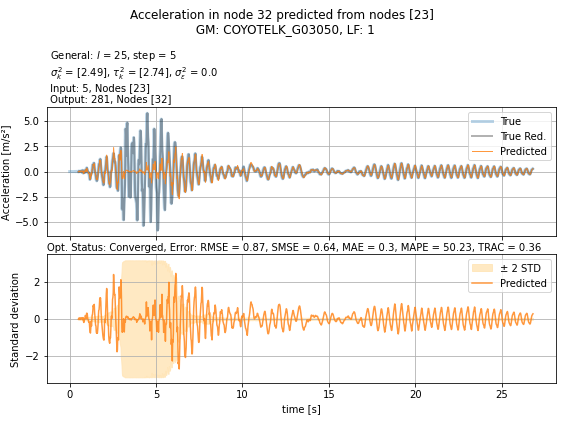 Acceleration in node 32 predicted from nodes [23]
GM: COYOTELK_G03050, LF: 1
General: l = 25, step = 5
σ²ₖ = [2.49], τ²ₖ = [2.74], σ²ε = 0.0
Input: 5, Nodes [23]
Output: 281, Nodes [32]
Acceleration [m/s²]
5.0
2.5
0.0
−2.5
−5.0
True
True Red.
Predicted
Opt. Status: Converged, Error: RMSE = 0.87, SMSE = 0.64, MAE = 0.3, MAPE = 50.23, TRAC = 0.36
Standard deviation
2
0
−2
± 2 STD
Predicted
0 5 10 15 20 25
time [s]